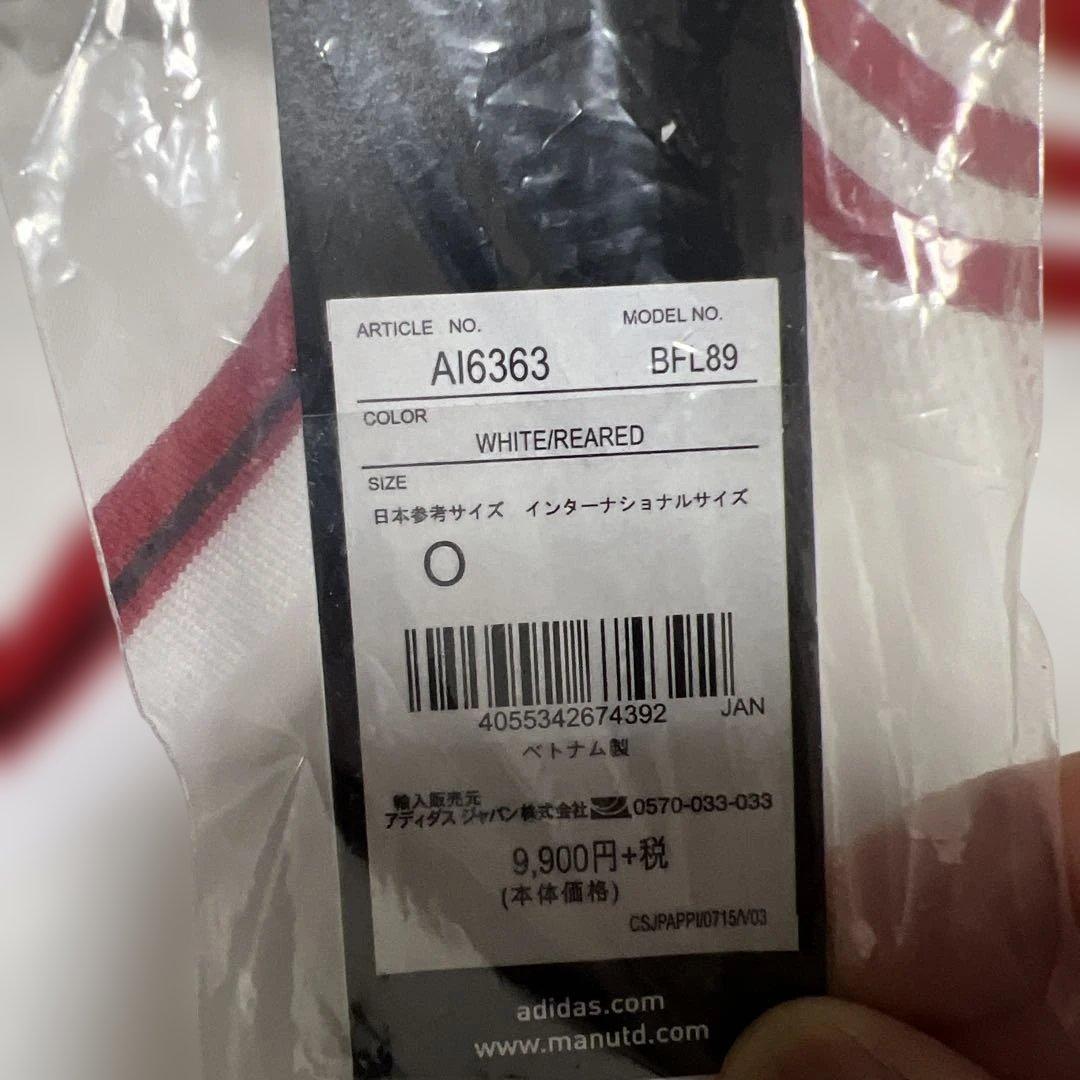 ARTICLE NO. MODEL NO.
AI6363 BFL89
COLOR
WHITE/REARED
SIZE
日本参考サイズ インターナショナルサイズ
O
4055342674392 JAN
ベトナム製
輸入販売元
アディダス ジャパン株式会社 0570-033-033
9,900円+税
(本体価格)
CSJPAPPI/0715/V03
adidas.com
www.manutd.com